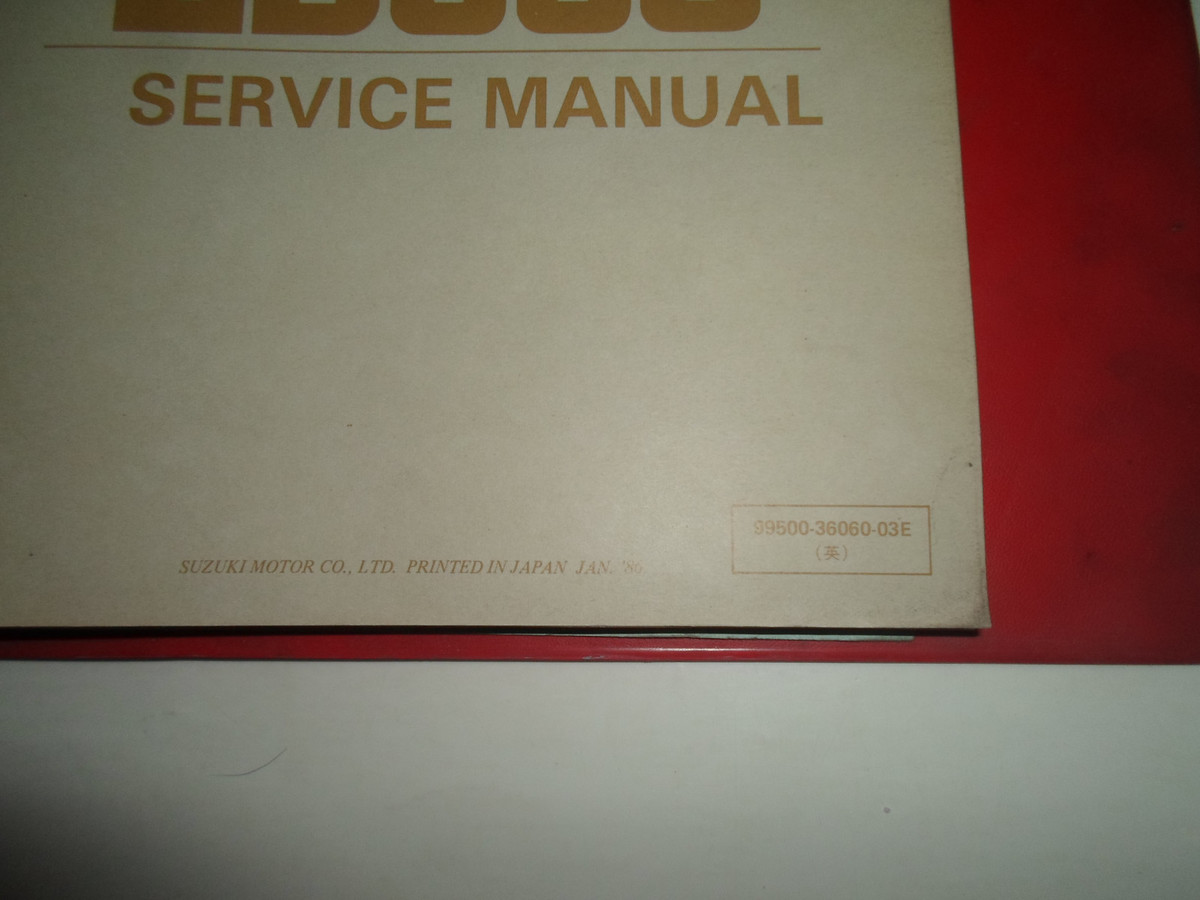 SERVICE MANUAL
99500-36060-03E
(英)
SUZUKI MOTOR CO., LTD. PRINTED IN JAPAN JAN. '86